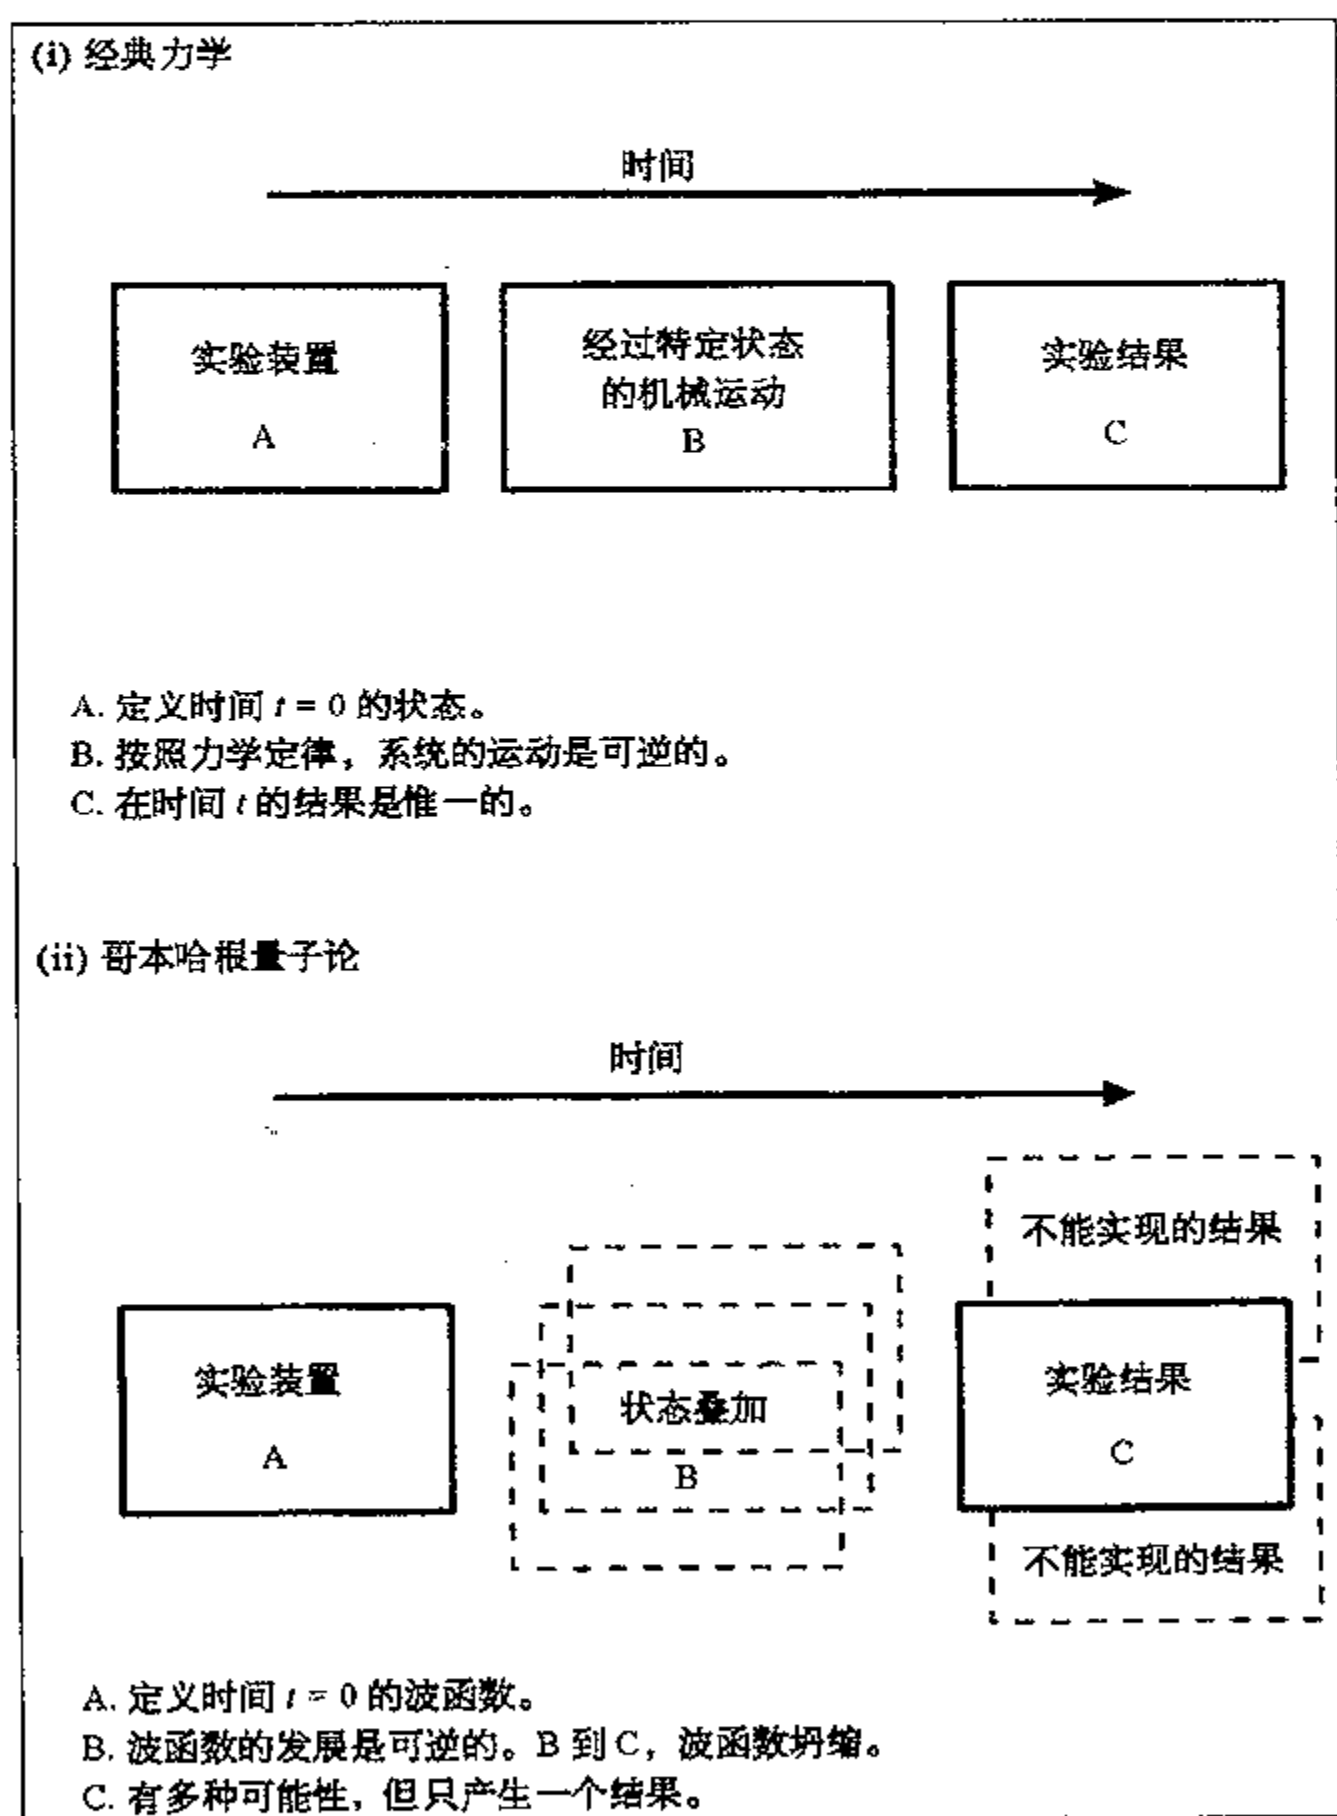 (i) 经典力学
时间
实验装置
A
经过特定状态
的机械运动
B
实验结果
C
A. 定义时间 t = 0 的状态。
B. 按照力学定律，系统的运动是可逆的。
C. 在时间 t 的结果是惟一的。
(ii) 哥本哈根量子论
时间
实验装置
A
状态叠加
B
不能实现的结果
实验结果
C
不能实现的结果
A. 定义时间 t = 0 的波函数。
B. 波函数的发展是可逆的。B 到 C，波函数坍缩。
C. 有多种可能性，但只产生一个结果。